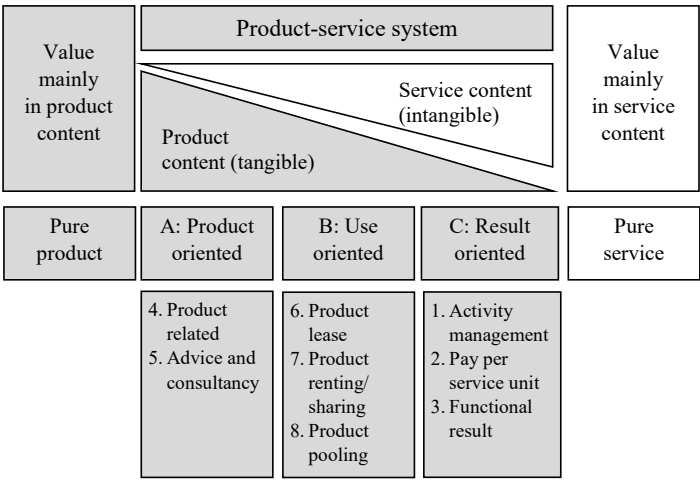 Value
mainly
in product
content
Product-service system
Service content
(intangible)
Product
content (tangible)
Value
mainly
in service
content
Pure
product
A: Product
oriented
B: Use
oriented
C: Result
oriented
Pure
service
4. Product
related
5. Advice and
consultancy
6. Product
lease
7. Product
renting/
sharing
8. Product
pooling
1. Activity
management
2. Pay per
service unit
3. Functional
result